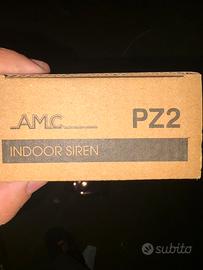 AMC
PZ2
INDOOR SIREN
subito